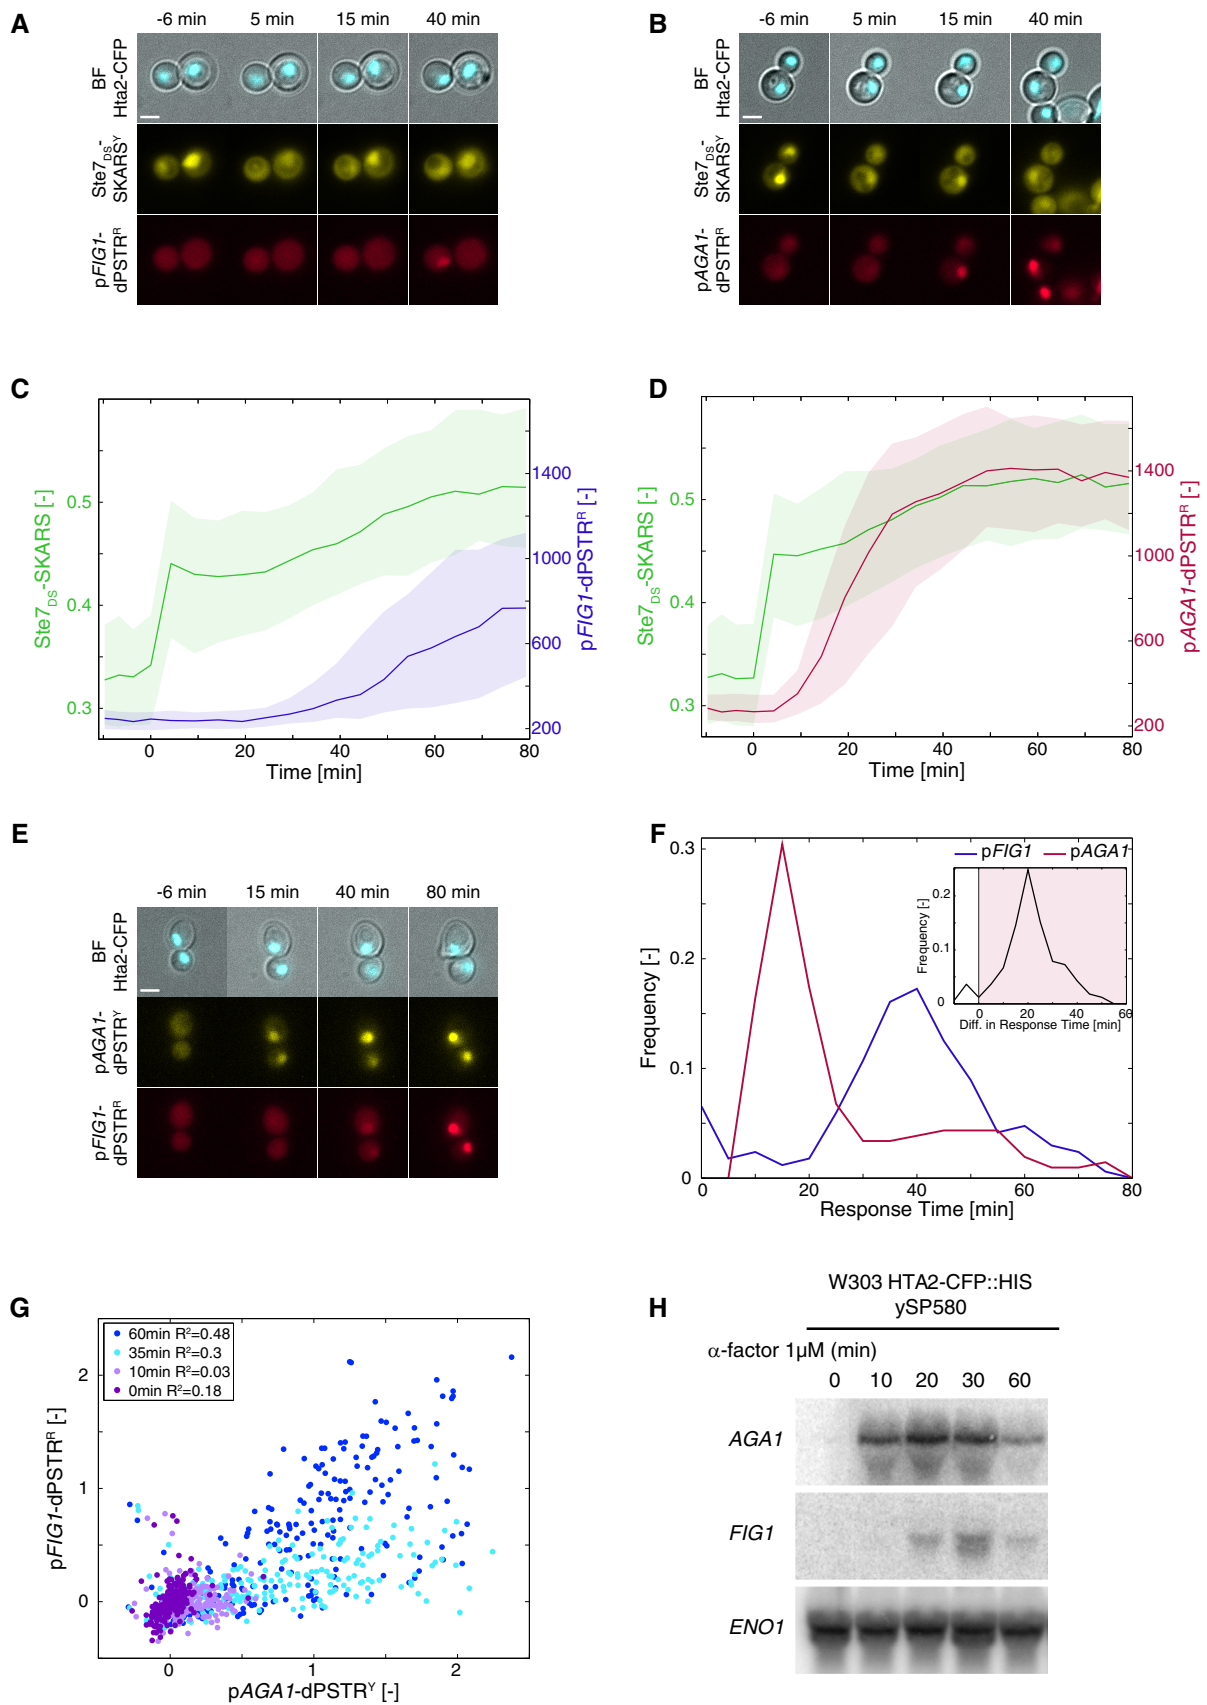 A
-6 min 5 min 15 min 40 min
BF
Hta2-CFP
Ste7DS-
SKARSY
pFIG1-
dPSTRR
B
-6 min 5 min 15 min 40 min
BF
Hta2-CFP
Ste7DS-
SKARSY
pAGA1-
dPSTRR
C
Ste7DS-SKARS [-]
0.5
0.4
0.3
1400
1000
600
200
pFIG1-dPSTRR [-]
0 20 40 60 80
Time [min]
D
Ste7DS-SKARS [-]
0.5
0.4
0.3
1400
1000
600
200
pAGA1-dPSTRR [-]
0 20 40 60 80
Time [min]
E
-6 min 15 min 40 min 80 min
BF
Hta2-CFP
pAGA1-
dPSTRY
pFIG1-
dPSTRR
F
Frequency [-]
0.3
0.2
0.1
0
0 20 40 60 80
Response Time [min]
pFIG1 pAGA1
Frequency [-]
0.2
0.1
0
0 20 40 60
Diff. in Response Time [min]
G
60min R²=0.48
35min R²=0.3
10min R²=0.03
0min R²=0.18
pFIG1-dPSTRR [-]
2
1
0
0 1 2
pAGA1-dPSTRY [-]
H
W303 HTA2-CFP::HIS
ySP580
α-factor 1µM (min)
0 10 20 30 60
AGA1
FIG1
ENO1